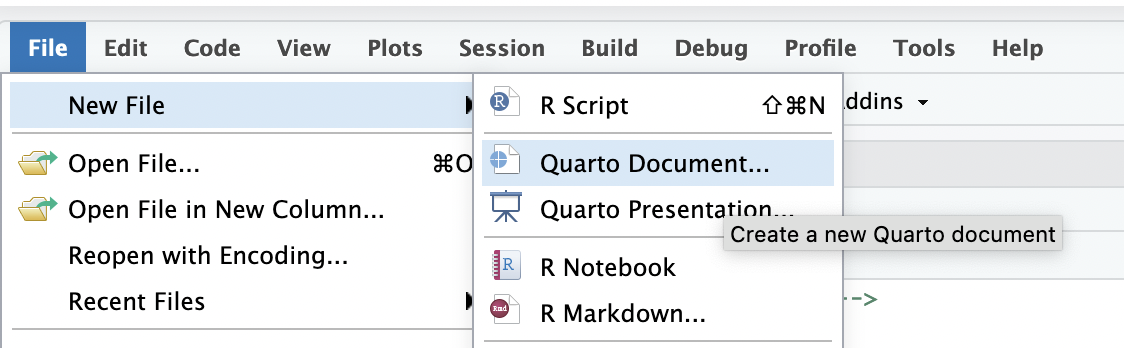 File Edit Code View Plots Session Build Debug Profile Tools Help
New File
Open File... ⌘O
Open File in New Column...
Reopen with Encoding...
Recent Files
R Script ⇧⌘N
Quarto Document...
Quarto Presentation...
R Notebook
R Markdown...
ddins
Create a new Quarto document
-->